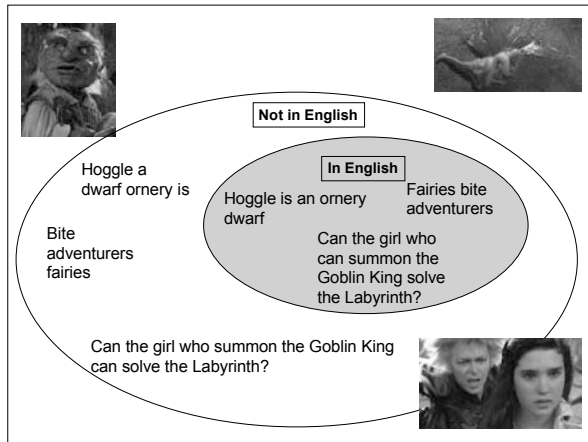 Not in English
In English
Hoggle a
dwarf ornery is
Hoggle is an ornery
dwarf
Fairies bite
adventurers
Bite
adventurers
fairies
Can the girl who
can summon the
Goblin King solve
the Labyrinth?
Can the girl who summon the Goblin King
can solve the Labyrinth?